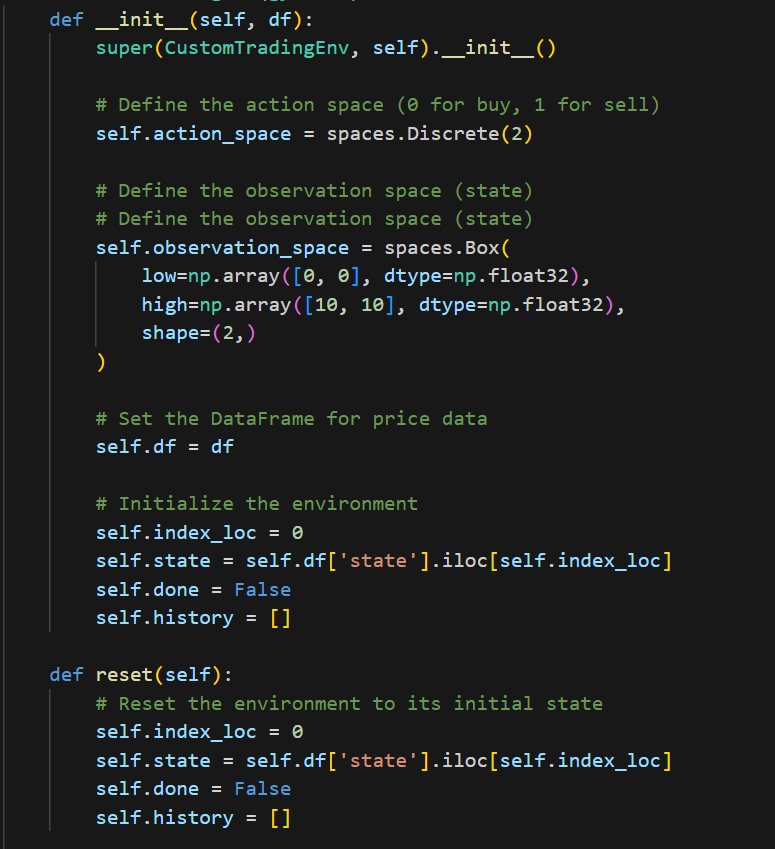 def __init__(self, df):
super(CustomTradingEnv, self).__init__()
# Define the action space (0 for buy, 1 for sell)
self.action_space = spaces.Discrete(2)
# Define the observation space (state)
# Define the observation space (state)
self.observation_space = spaces.Box(
low=np.array([0, 0], dtype=np.float32),
high=np.array([10, 10], dtype=np.float32),
shape=(2,)
)
# Set the DataFrame for price data
self.df = df
# Initialize the environment
self.index_loc = 0
self.state = self.df['state'].iloc[self.index_loc]
self.done = False
self.history = []
def reset(self):
# Reset the environment to its initial state
self.index_loc = 0
self.state = self.df['state'].iloc[self.index_loc]
self.done = False
self.history = []